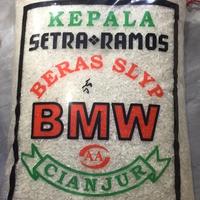 KEPALA
SETRA❖RAMOS
BERAS SLYP
BMW
AA
CIANJUR